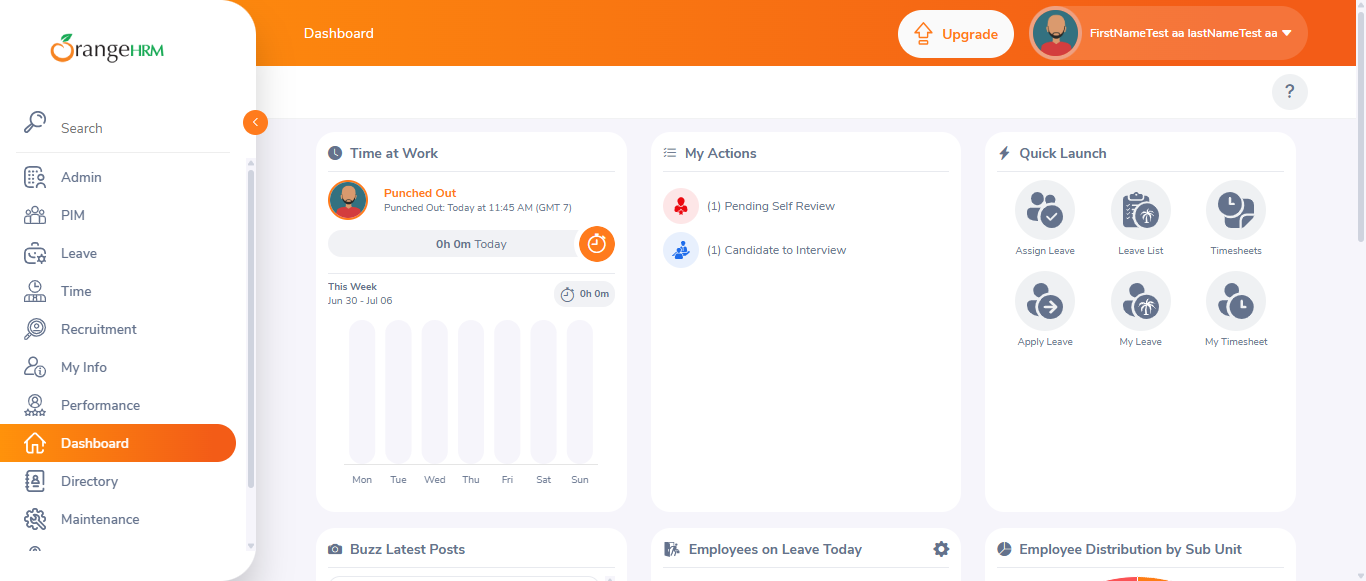 OrangeHRM
Dashboard
Upgrade
FirstNameTest aa lastNameTest aa
?
Search
Admin
PIM
Leave
Time
Recruitment
My Info
Performance
Dashboard
Directory
Maintenance
Time at Work
Punched Out
Punched Out: Today at 11:45 AM (GMT 7)
0h 0m Today
This Week
Jun 30 - Jul 06
0h 0m
Mon Tue Wed Thu Fri Sat Sun
My Actions
(1) Pending Self Review
(1) Candidate to Interview
Quick Launch
Assign Leave Leave List Timesheets
Apply Leave My Leave My Timesheet
Buzz Latest Posts
Employees on Leave Today
Employee Distribution by Sub Unit